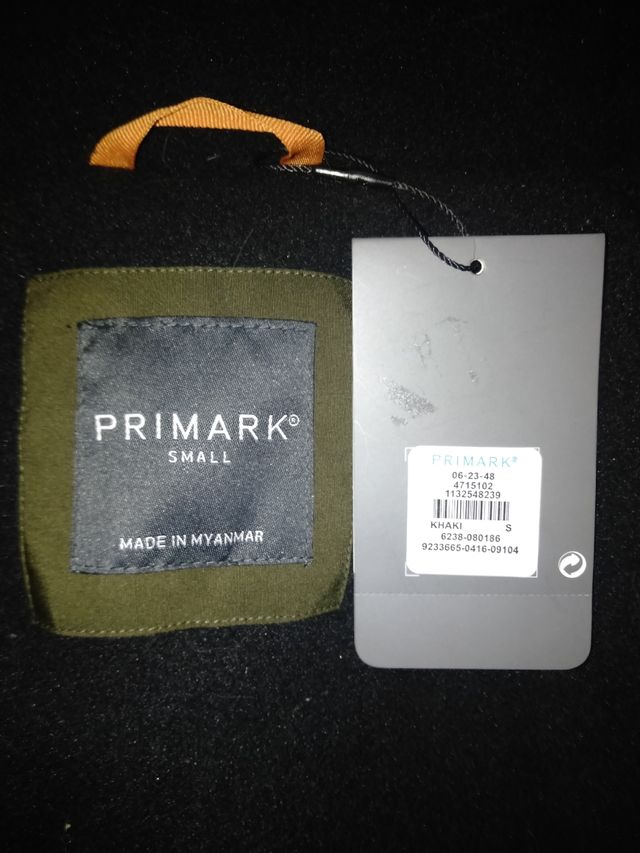 PRIMARK®
SMALL
MADE IN MYANMAR
PRIMARK®
06-23-48
4715102
1132548239
KHAKI S
6238-080186
9233665-0416-09104